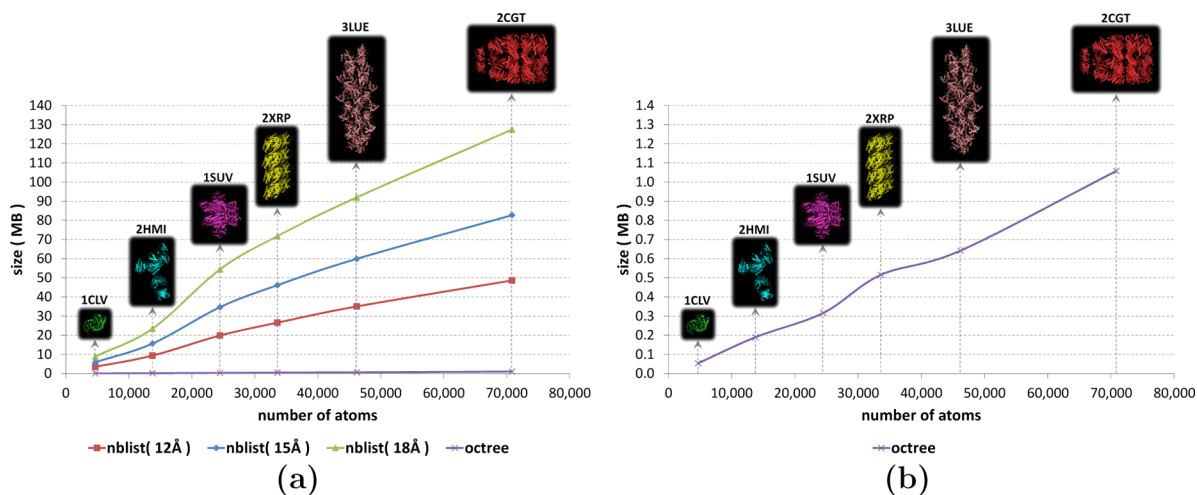 3LUE
2CGT
2XRP
1SUV
2HMI
1CLV
size ( MB )
140
130
120
110
100
90
80
70
60
50
40
30
20
10
0
0 10,000 20,000 30,000 40,000 50,000 60,000 70,000 80,000
number of atoms
nblist( 12Å ) nblist( 15Å ) nblist( 18Å ) octree
(a)
3LUE
2CGT
2XRP
1SUV
2HMI
1CLV
size ( MB )
1.4
1.3
1.2
1.1
1.0
0.9
0.8
0.7
0.6
0.5
0.4
0.3
0.2
0.1
0.0
0 10,000 20,000 30,000 40,000 50,000 60,000 70,000 80,000
number of atoms
octree
(b)